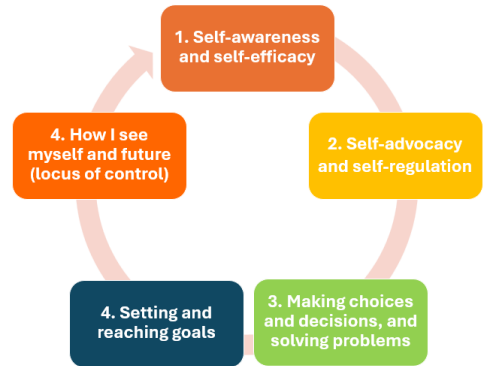 1. Self-awareness
and self-efficacy
2. Self-advocacy
and self-regulation
3. Making choices
and decisions, and
solving problems
4. Setting and
reaching goals
4. How I see
myself and future
(locus of control)